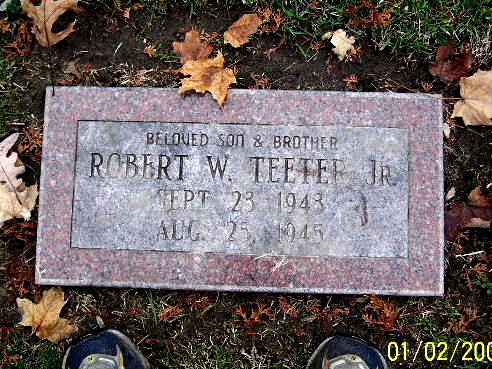 BELOVED SON & BROTHER
ROBERT W. TEETER JR.
SEPT 23 1943
AUG. 25, 1945
01/02/200